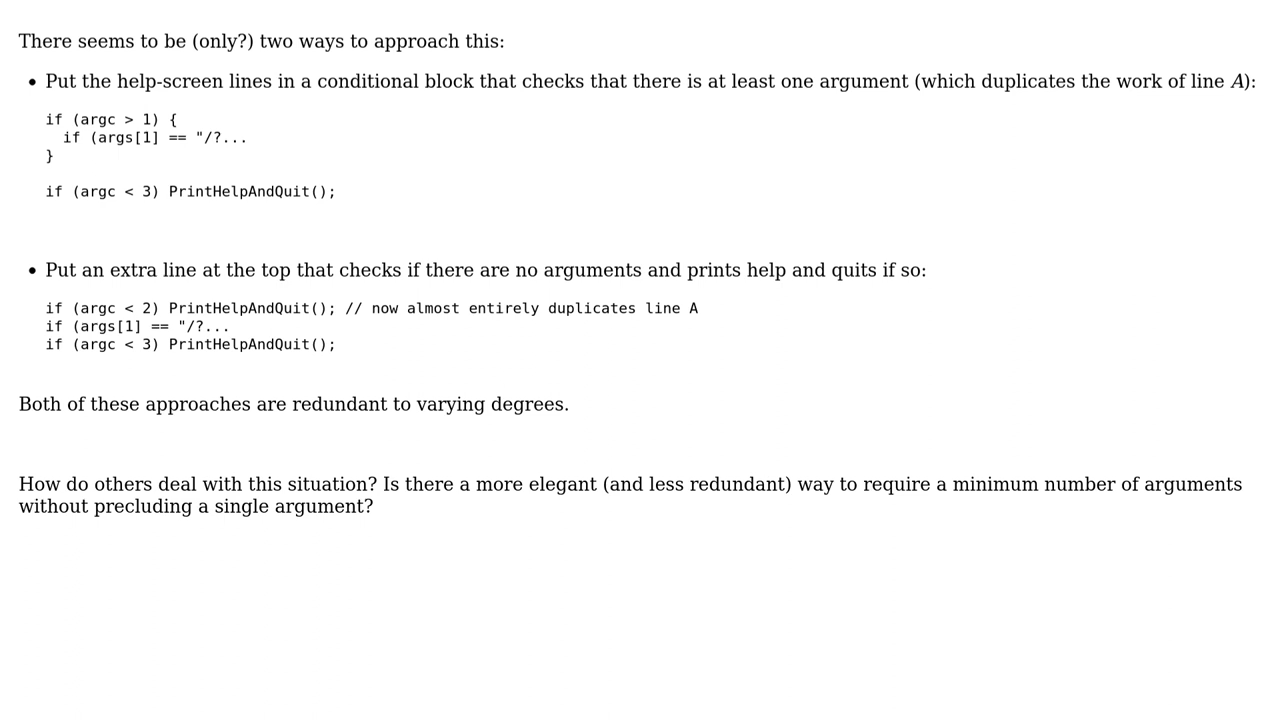 There seems to be (only?) two ways to approach this:
• Put the help-screen lines in a conditional block that checks that there is at least one argument (which duplicates the work of line A):
if (argc > 1) {
  if (args[1] == "/?...
}
if (argc < 3) PrintHelpAndQuit();
• Put an extra line at the top that checks if there are no arguments and prints help and quits if so:
if (argc < 2) PrintHelpAndQuit(); // now almost entirely duplicates line A
if (args[1] == "/?...
if (argc < 3) PrintHelpAndQuit();
Both of these approaches are redundant to varying degrees.
How do others deal with this situation? Is there a more elegant (and less redundant) way to require a minimum number of arguments
without precluding a single argument?